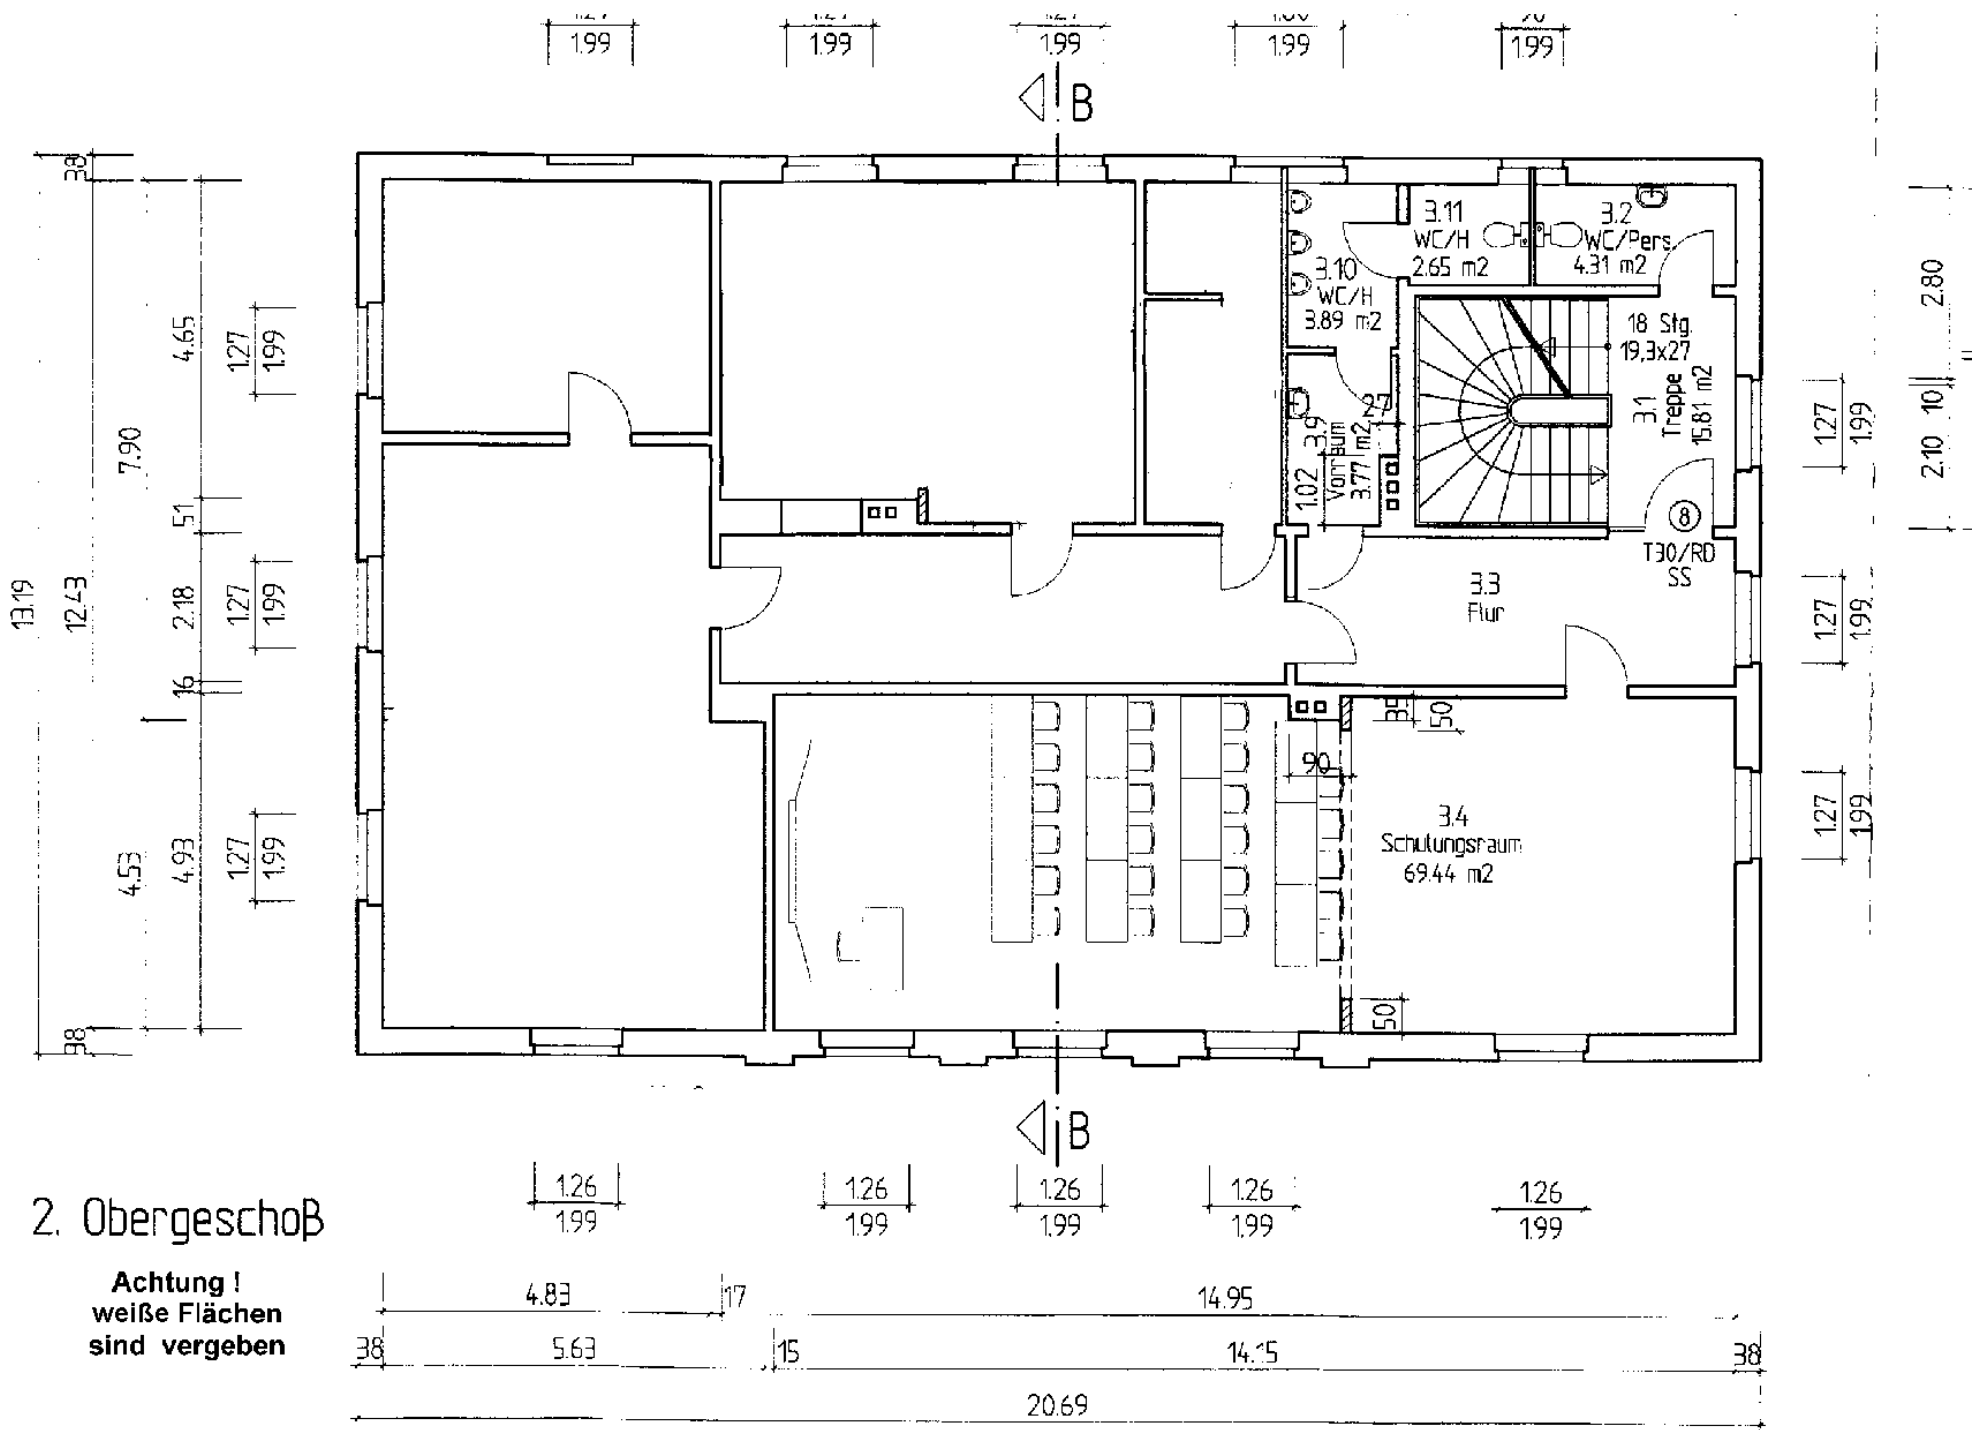 1.99
1.99
1.99
1.99
1.99
B
38
3.11
WC/H
2.65 m2
3.2
WC/Pers.
4.31 m2
3.10
WC/H
3.89 m2
2.80
4.65
1.27
1.99
18 Stg.
19,3x27
3.1
Treppe
15.81 m2
10
2.10
1.27
1.99
27
3.9
Vorraum
3.77 m2
1.02
7.90
51
8
T30/RD
SS
13.19
12.43
2.18
1.27
1.99
3.3
Flur
1.27
1.99
16
35
50
90
4.53
4.93
1.27
1.99
3.4
Schulungsraum
69.44 m2
1.27
1.99
50
38
B
1.26
1.99
1.26
1.99
1.26
1.99
1.26
1.99
1.26
1.99
2. Obergeschoß
Achtung !
weiße Flächen
sind vergeben
4.83
17
14.95
38
5.63
15
14.15
38
20.69